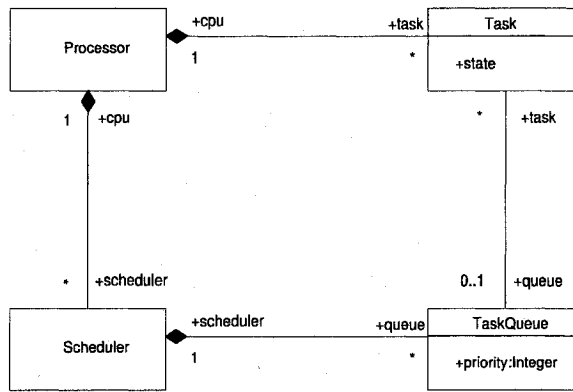 +cpu
+task
Task
Processor
1
*
+state
1
+cpu
*
+task
*
+scheduler
0..1
+queue
+scheduler
+queue
TaskQueue
Scheduler
1
*
+priority:Integer